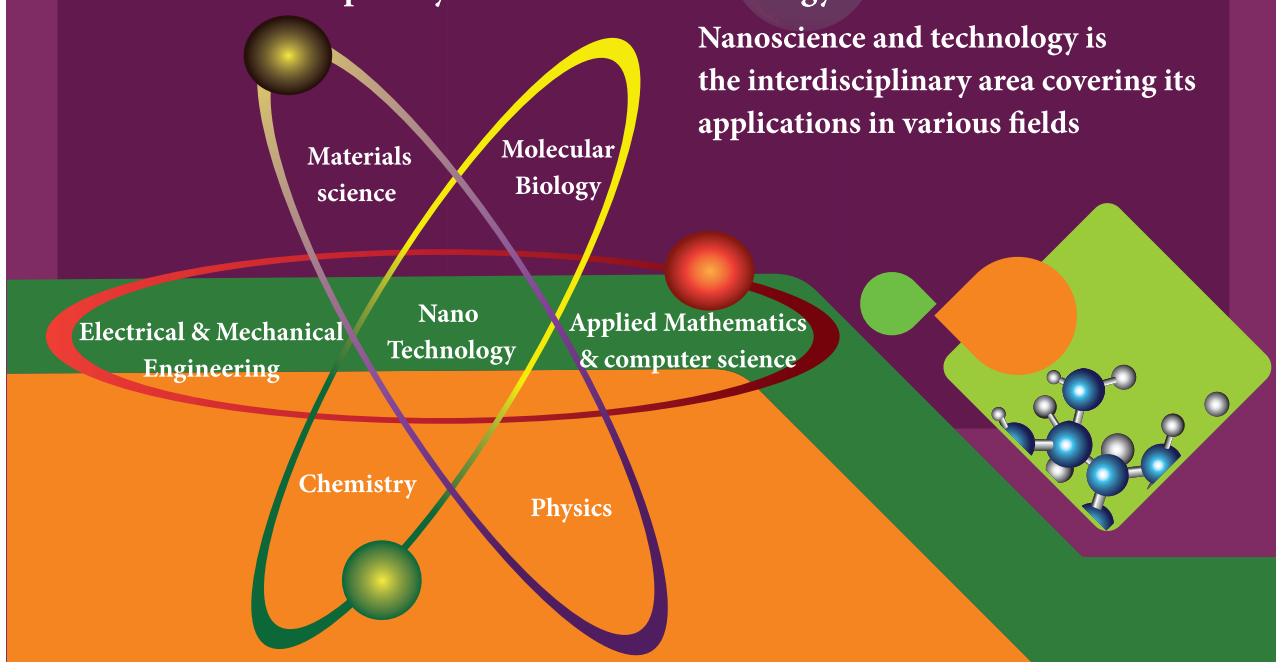 Nanoscience and technology is
the interdisciplinary area covering its
applications in various fields
Materials
science
Molecular
Biology
Electrical & Mechanical
Engineering
Nano
Technology
Applied Mathematics
& computer science
Chemistry
Physics